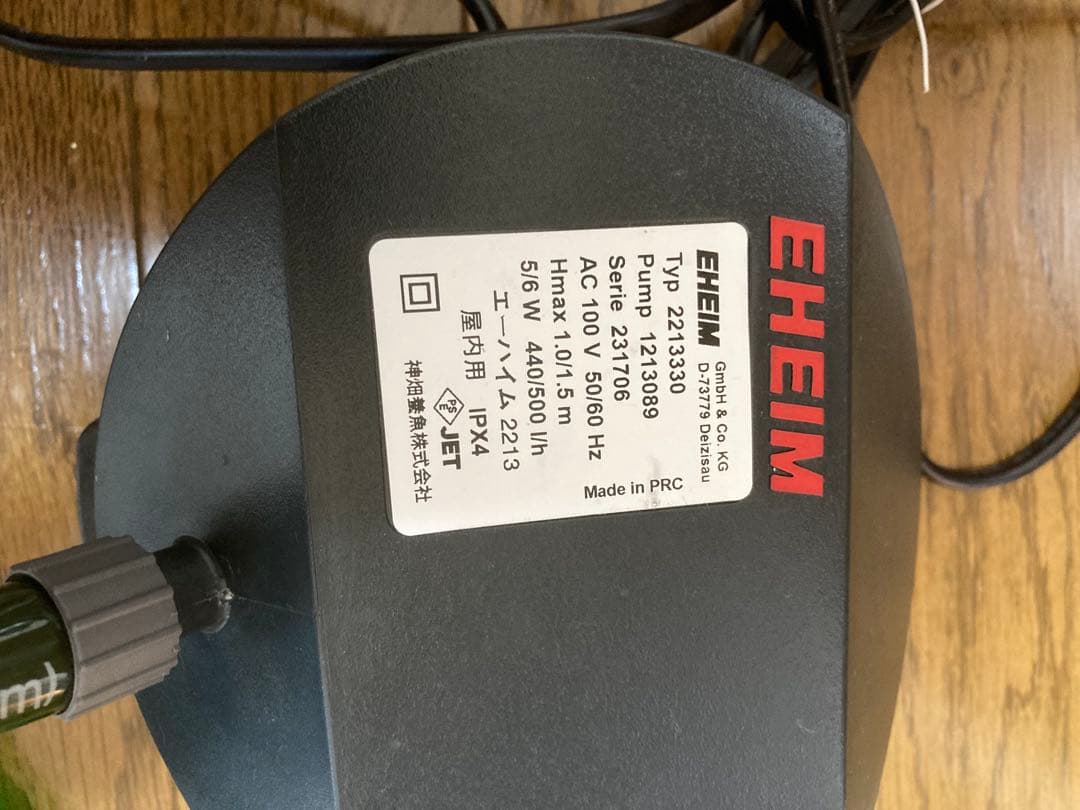 EHEIM
EHEIM GmbH & Co. KG
D-73779 Deizisau
Typ 2213330
Pump 1213089
Serie 231706
AC 100 V 50/60 Hz
Hmax 1.0/1.5 m
5/6 W 440/500 l/h
エーハイム 2213
屋内用 IPX4
PSE JET
神畑養魚株式会社
Made in PRC